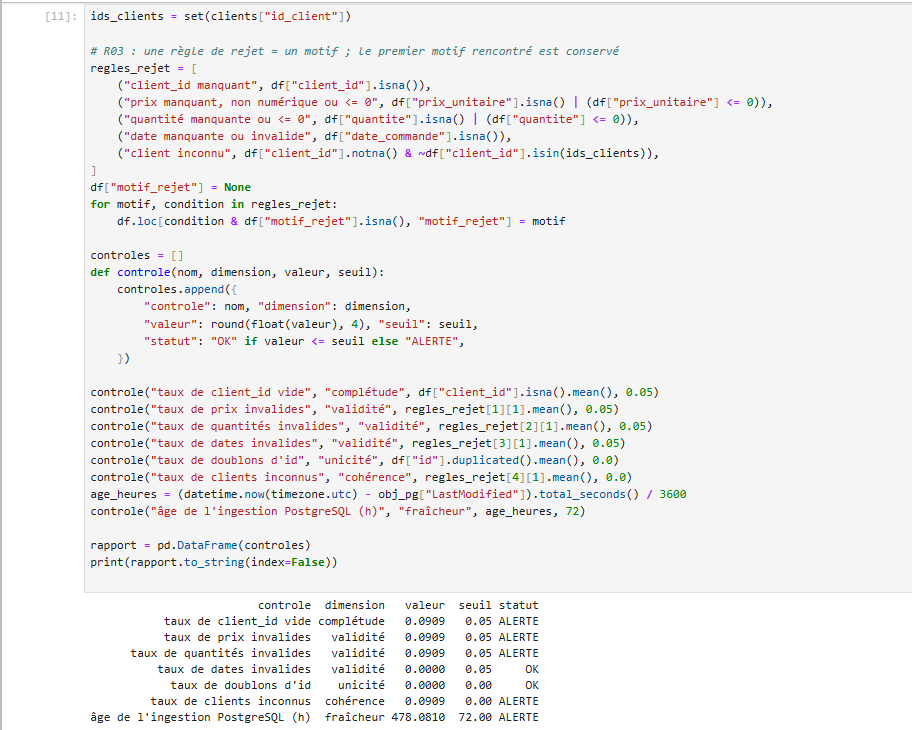 [11]: ids_clients = set(clients["id_client"])
# R03 : une règle de rejet = un motif ; le premier motif rencontré est conservé
regles_rejet = [
    ("client_id manquant", df["client_id"].isna()),
    ("prix manquant, non numérique ou <= 0", df["prix_unitaire"].isna() | (df["prix_unitaire"] <= 0)),
    ("quantité manquante ou <= 0", df["quantite"].isna() | (df["quantite"] <= 0)),
    ("date manquante ou invalide", df["date_commande"].isna()),
    ("client inconnu", df["client_id"].notna() & ~df["client_id"].isin(ids_clients)),
]
df["motif_rejet"] = None
for motif, condition in regles_rejet:
    df.loc[condition & df["motif_rejet"].isna(), "motif_rejet"] = motif
controles = []
def controle(nom, dimension, valeur, seuil):
    controles.append({
        "controle": nom, "dimension": dimension,
        "valeur": round(float(valeur), 4), "seuil": seuil,
        "statut": "OK" if valeur <= seuil else "ALERTE",
    })
controle("taux de client_id vide", "complétude", df["client_id"].isna().mean(), 0.05)
controle("taux de prix invalides", "validité", regles_rejet[1][1].mean(), 0.05)
controle("taux de quantités invalides", "validité", regles_rejet[2][1].mean(), 0.05)
controle("taux de dates invalides", "validité", regles_rejet[3][1].mean(), 0.05)
controle("taux de doublons d'id", "unicité", df["id"].duplicated().mean(), 0.0)
controle("taux de clients inconnus", "cohérence", regles_rejet[4][1].mean(), 0.0)
age_heures = (datetime.now(timezone.utc) - obj_pg["LastModified"]).total_seconds() / 3600
controle("âge de l'ingestion PostgreSQL (h)", "fraîcheur", age_heures, 72)
rapport = pd.DataFrame(controles)
print(rapport.to_string(index=False))
controle dimension valeur seuil statut
taux de client_id vide complétude 0.0909 0.05 ALERTE
taux de prix invalides validité 0.0909 0.05 ALERTE
taux de quantités invalides validité 0.0909 0.05 ALERTE
taux de dates invalides validité 0.0000 0.05 OK
taux de doublons d'id unicité 0.0000 0.00 OK
taux de clients inconnus cohérence 0.0909 0.00 ALERTE
âge de l'ingestion PostgreSQL (h) fraîcheur 478.0810 72.00 ALERTE